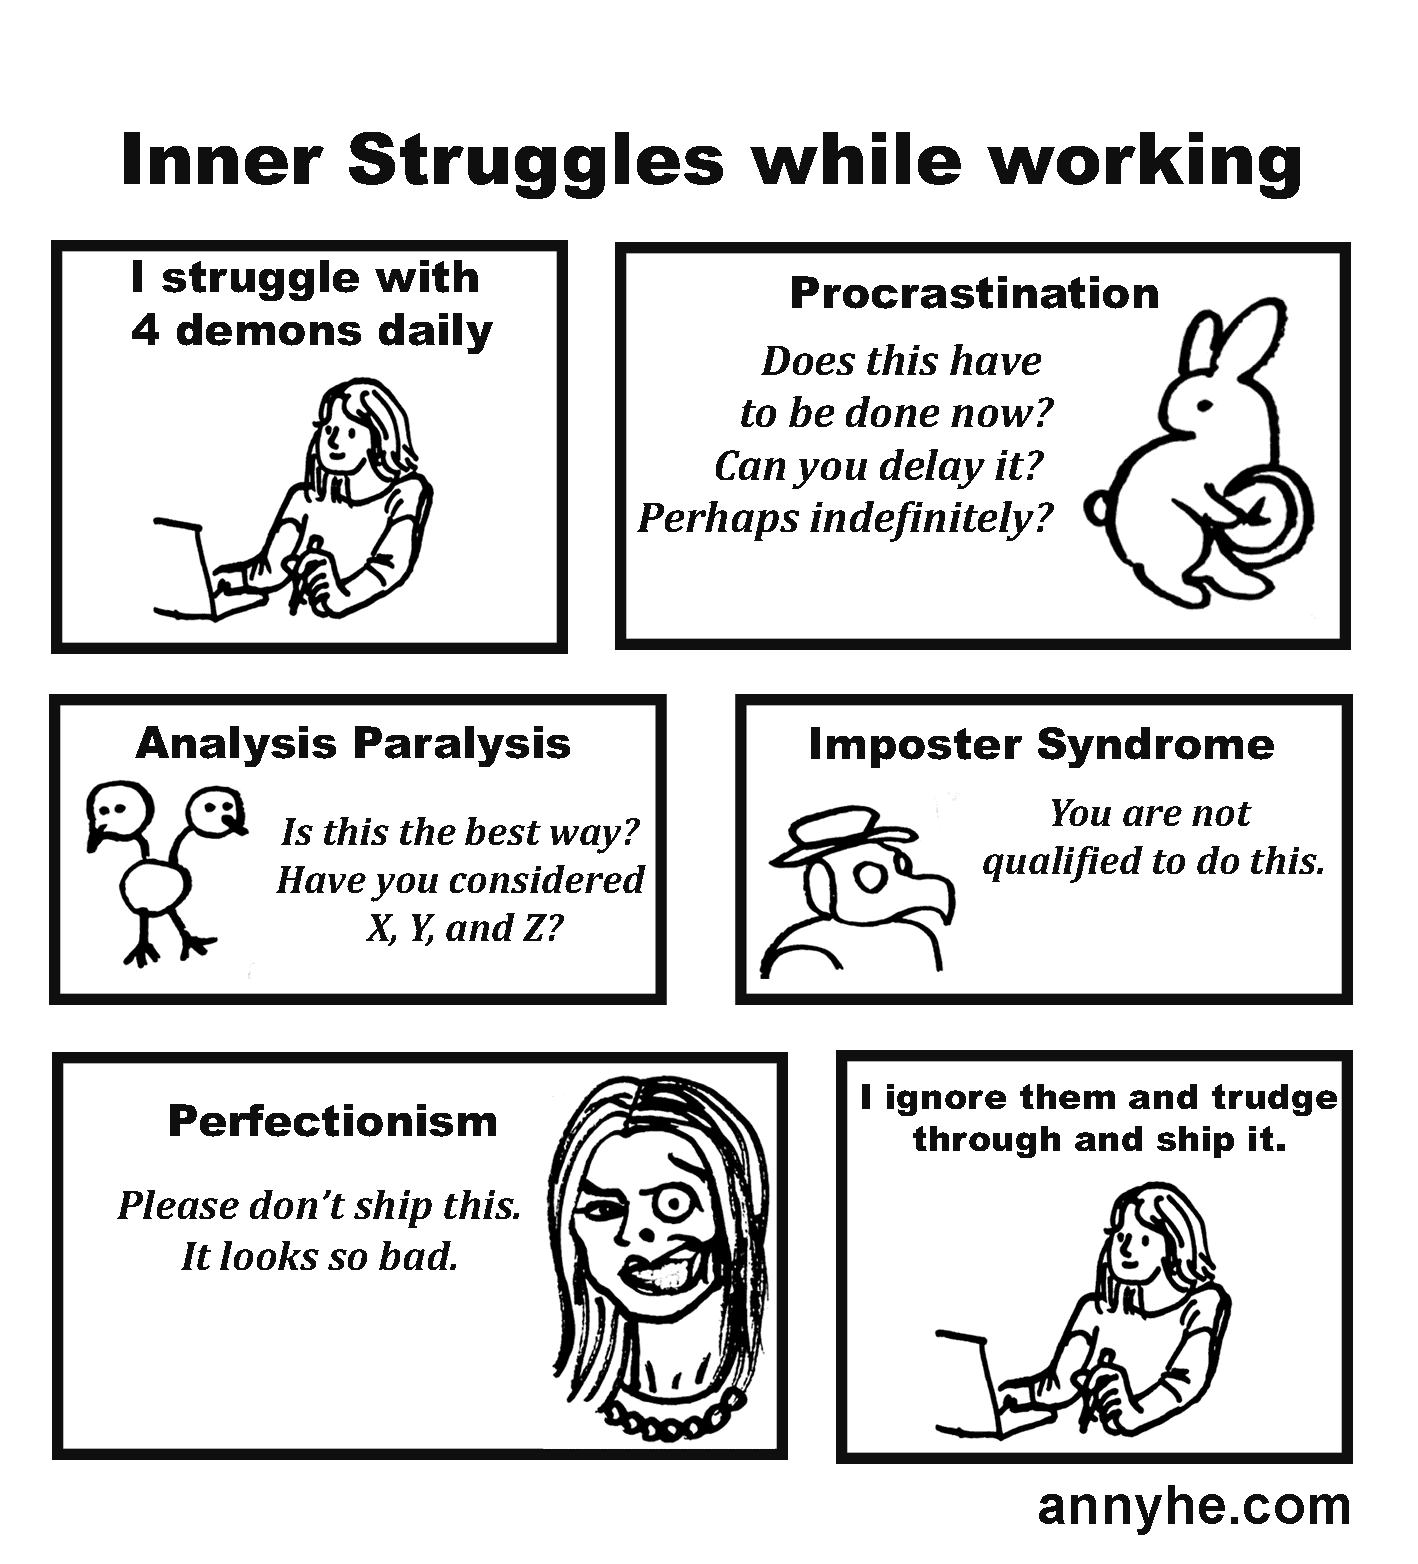 Inner Struggles while working
I struggle with
4 demons daily
Procrastination
Does this have
to be done now?
Can you delay it?
Perhaps indefinitely?
Analysis Paralysis
Is this the best way?
Have you considered
X, Y, and Z?
Imposter Syndrome
You are not
qualified to do this.
Perfectionism
Please don’t ship this.
It looks so bad.
I ignore them and trudge
through and ship it.
annyhe.com